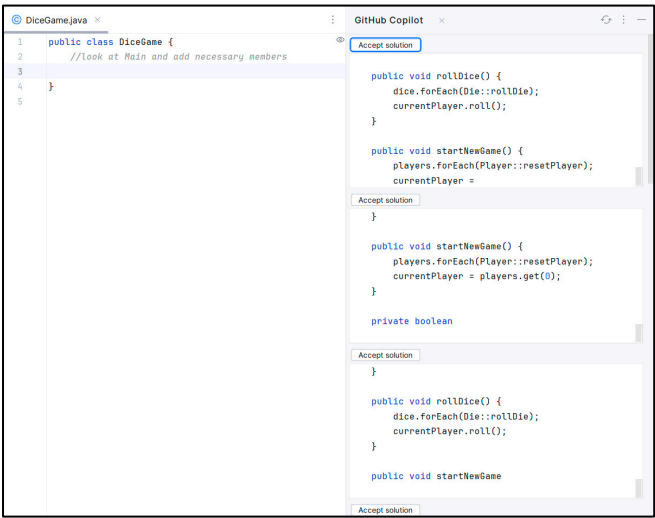 DiceGame.java
1 public class DiceGame {
2 //look at Main and add necessary members
3
4 }
5
GitHub Copilot
Accept solution
public void rollDice() {
dice.forEach(Die::rollDie);
currentPlayer.roll();
}
public void startNewGame() {
players.forEach(Player::resetPlayer);
currentPlayer =
Accept solution
}
public void startNewGame() {
players.forEach(Player::resetPlayer);
currentPlayer = players.get(0);
}
private boolean
Accept solution
}
public void rollDice() {
dice.forEach(Die::rollDie);
currentPlayer.roll();
}
public void startNewGame
Accept solution